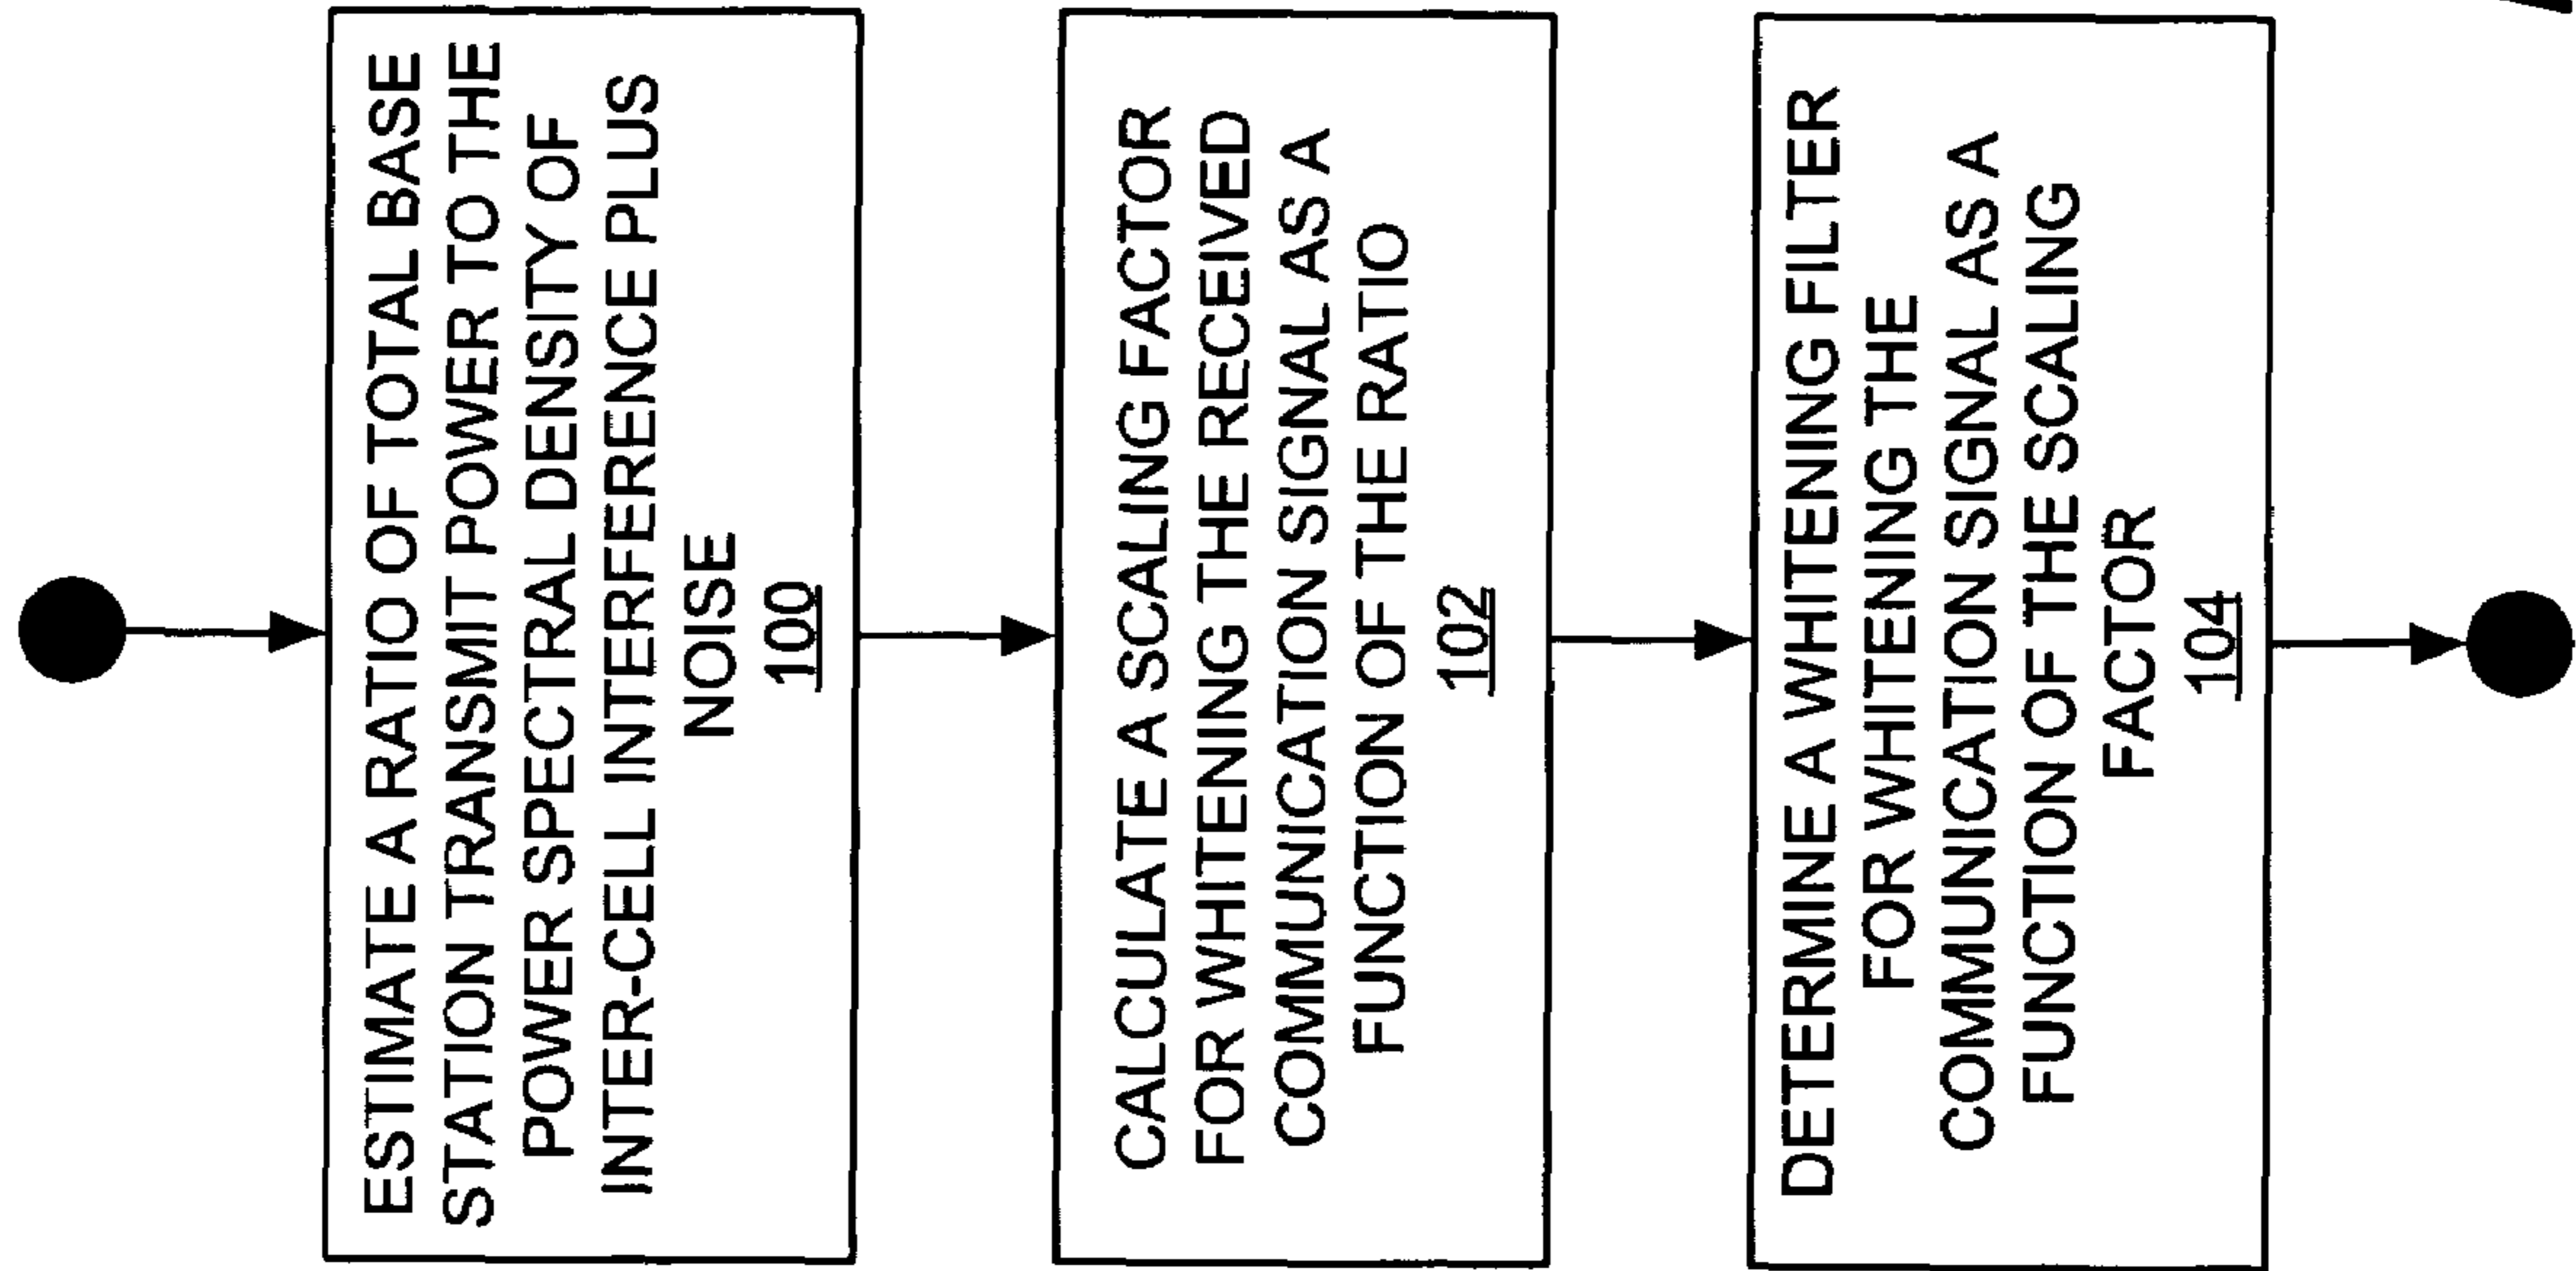 ESTIMATE A RATIO OF TOTAL BASE
STATION TRANSMIT POWER TO THE
POWER SPECTRAL DENSITY OF
INTER-CELL INTERFERENCE PLUS
NOISE
100
CALCULATE A SCALING FACTOR
FOR WHITENING THE RECEIVED
COMMUNICATION SIGNAL AS A
FUNCTION OF THE RATIO
102
DETERMINE A WHITENING FILTER
FOR WHITENING THE
COMMUNICATION SIGNAL AS A
FUNCTION OF THE SCALING
FACTOR
104